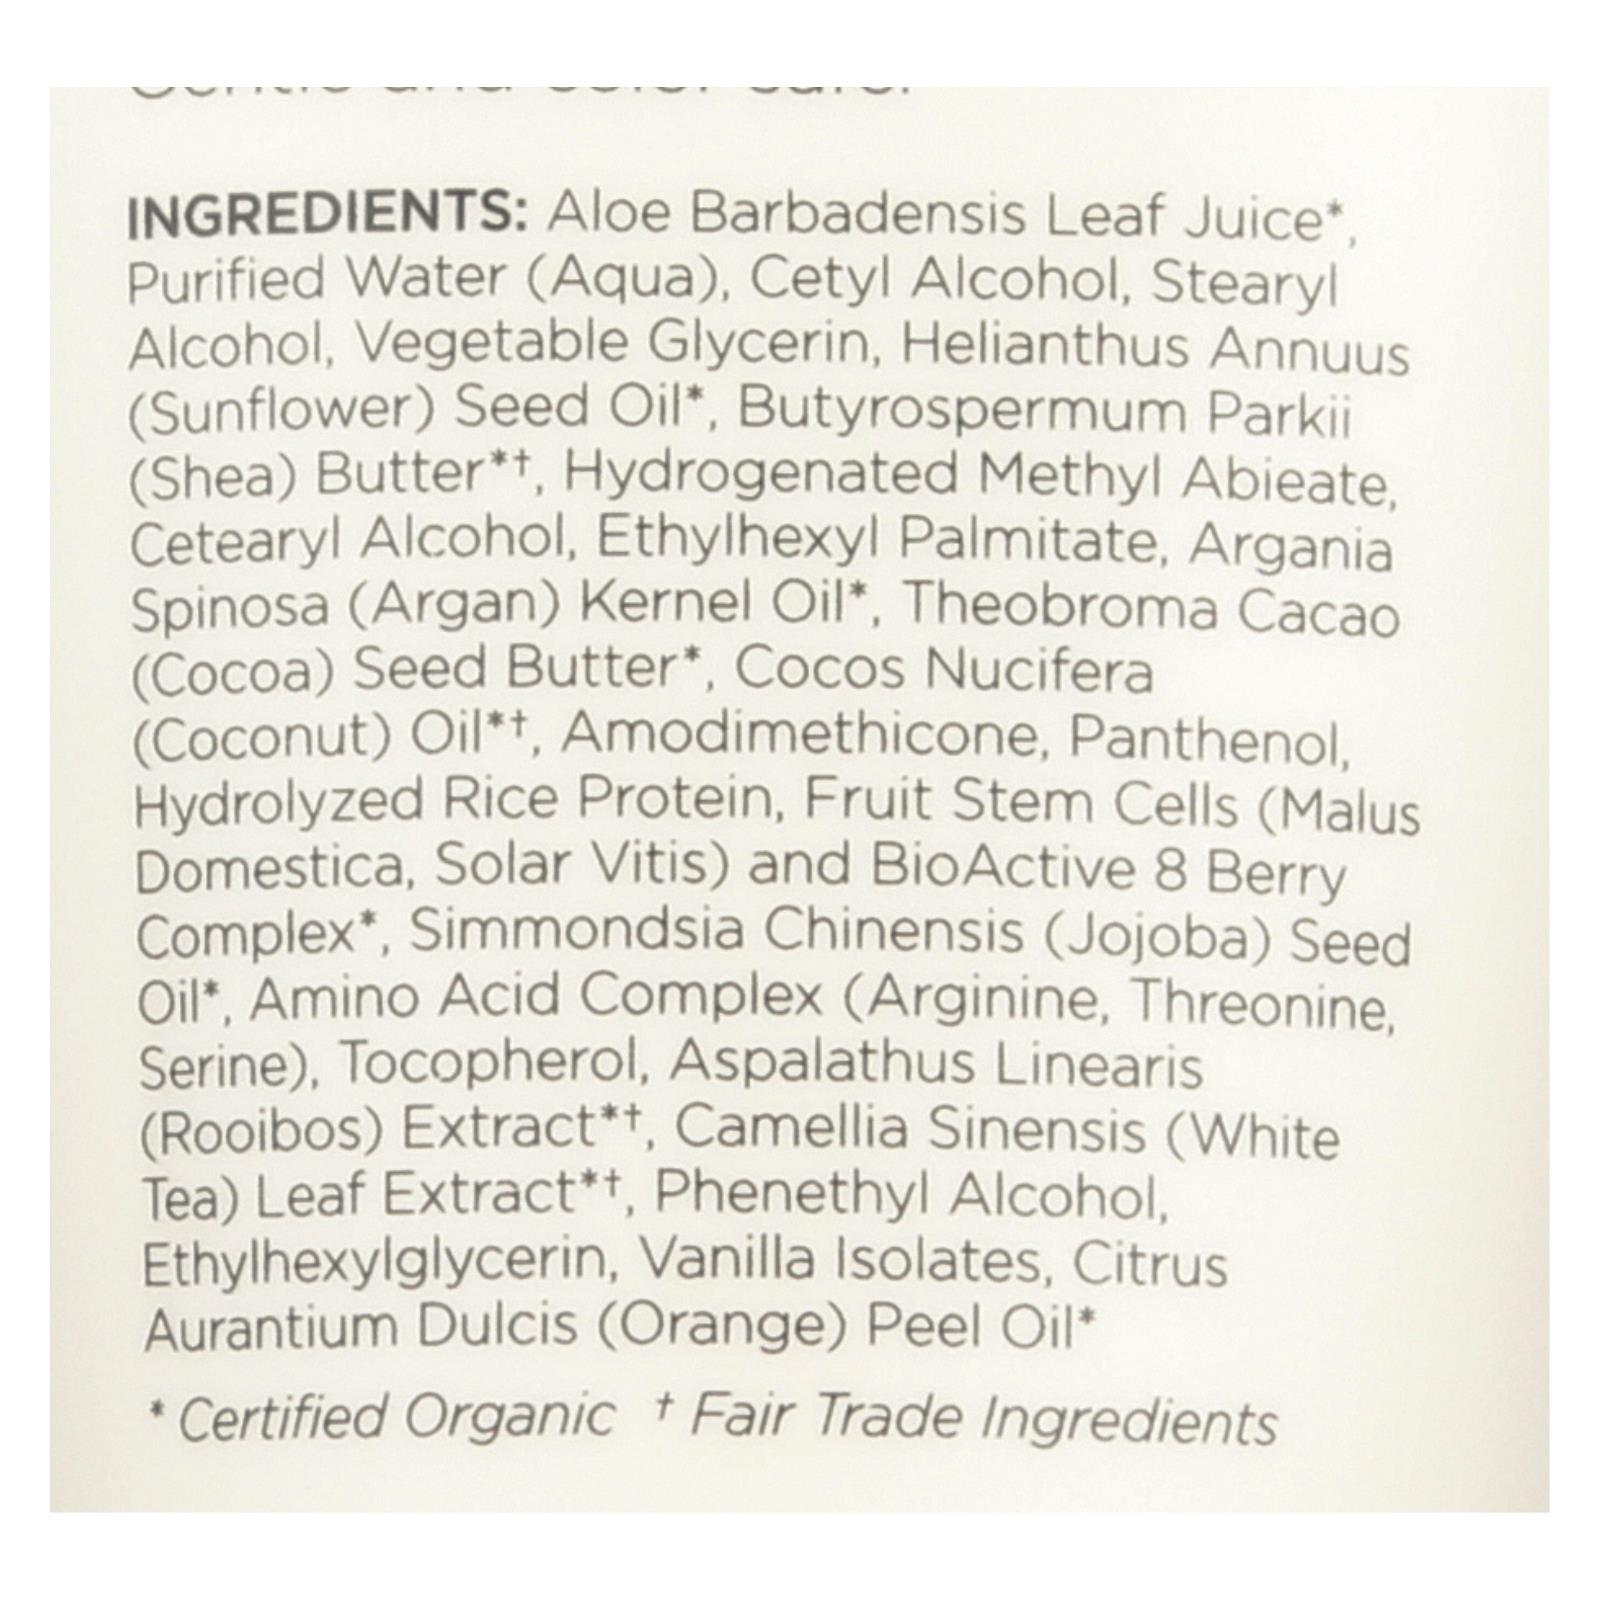 Gentle and color safe.
INGREDIENTS: Aloe Barbadensis Leaf Juice*,
Purified Water (Aqua), Cetyl Alcohol, Stearyl
Alcohol, Vegetable Glycerin, Helianthus Annuus
(Sunflower) Seed Oil*, Butyrospermum Parkii
(Shea) Butter*†, Hydrogenated Methyl Abieate,
Cetearyl Alcohol, Ethylhexyl Palmitate, Argania
Spinosa (Argan) Kernel Oil*, Theobroma Cacao
(Cocoa) Seed Butter*, Cocos Nucifera
(Coconut) Oil*†, Amodimethicone, Panthenol,
Hydrolyzed Rice Protein, Fruit Stem Cells (Malus
Domestica, Solar Vitis) and BioActive 8 Berry
Complex*, Simmondsia Chinensis (Jojoba) Seed
Oil*, Amino Acid Complex (Arginine, Threonine,
Serine), Tocopherol, Aspalathus Linearis
(Rooibos) Extract*†, Camellia Sinensis (White
Tea) Leaf Extract*†, Phenethyl Alcohol,
Ethylhexylglycerin, Vanilla Isolates, Citrus
Aurantium Dulcis (Orange) Peel Oil*
* Certified Organic † Fair Trade Ingredients